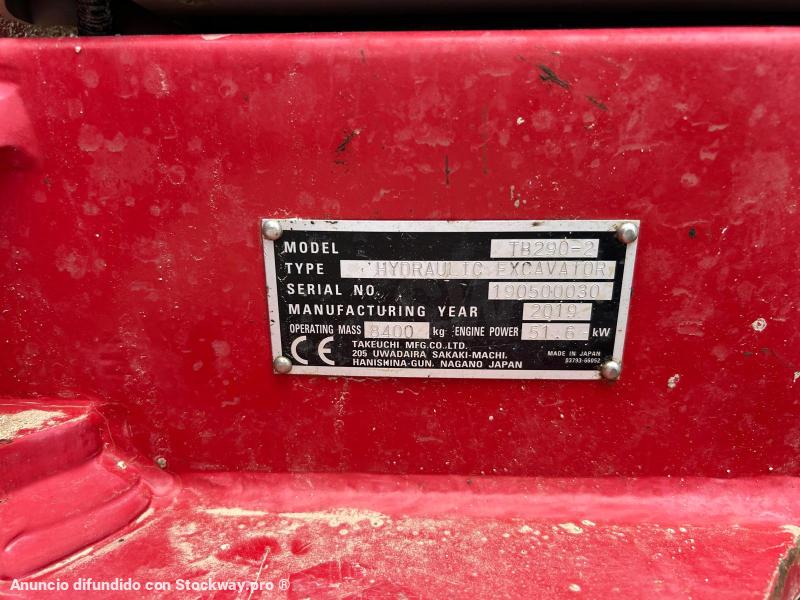 MODEL TB290-2
TYPE HYDRAULIC EXCAVATOR
SERIAL NO. 190500030
MANUFACTURING YEAR 2019
OPERATING MASS 8400 kg ENGINE POWER 51.6 kW
CE TAKEUCHI MFG.CO.,LTD.
205 UWADAIRA SAKAKI-MACHI. MADE IN JAPAN
HANISHINA-GUN. NAGANO JAPAN 03793-66052
Anuncio difundido con Stockway.pro ®